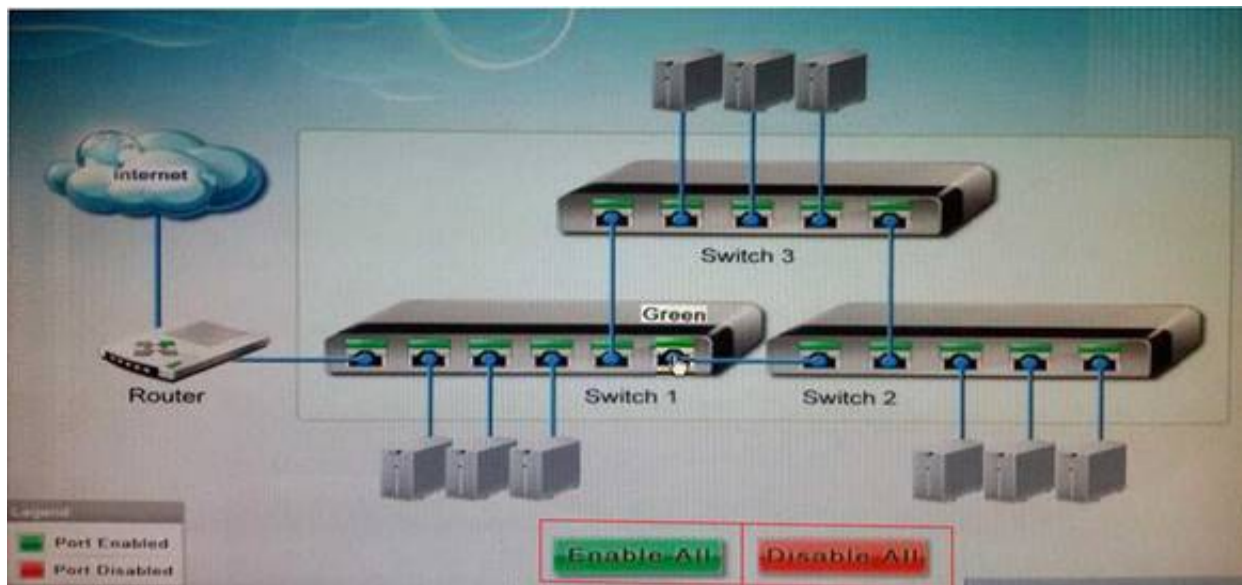 Internet
Switch 3
Green
Router
Switch 1
Switch 2
Legend
Port Enabled
Port Disabled
Enable All
Disable All